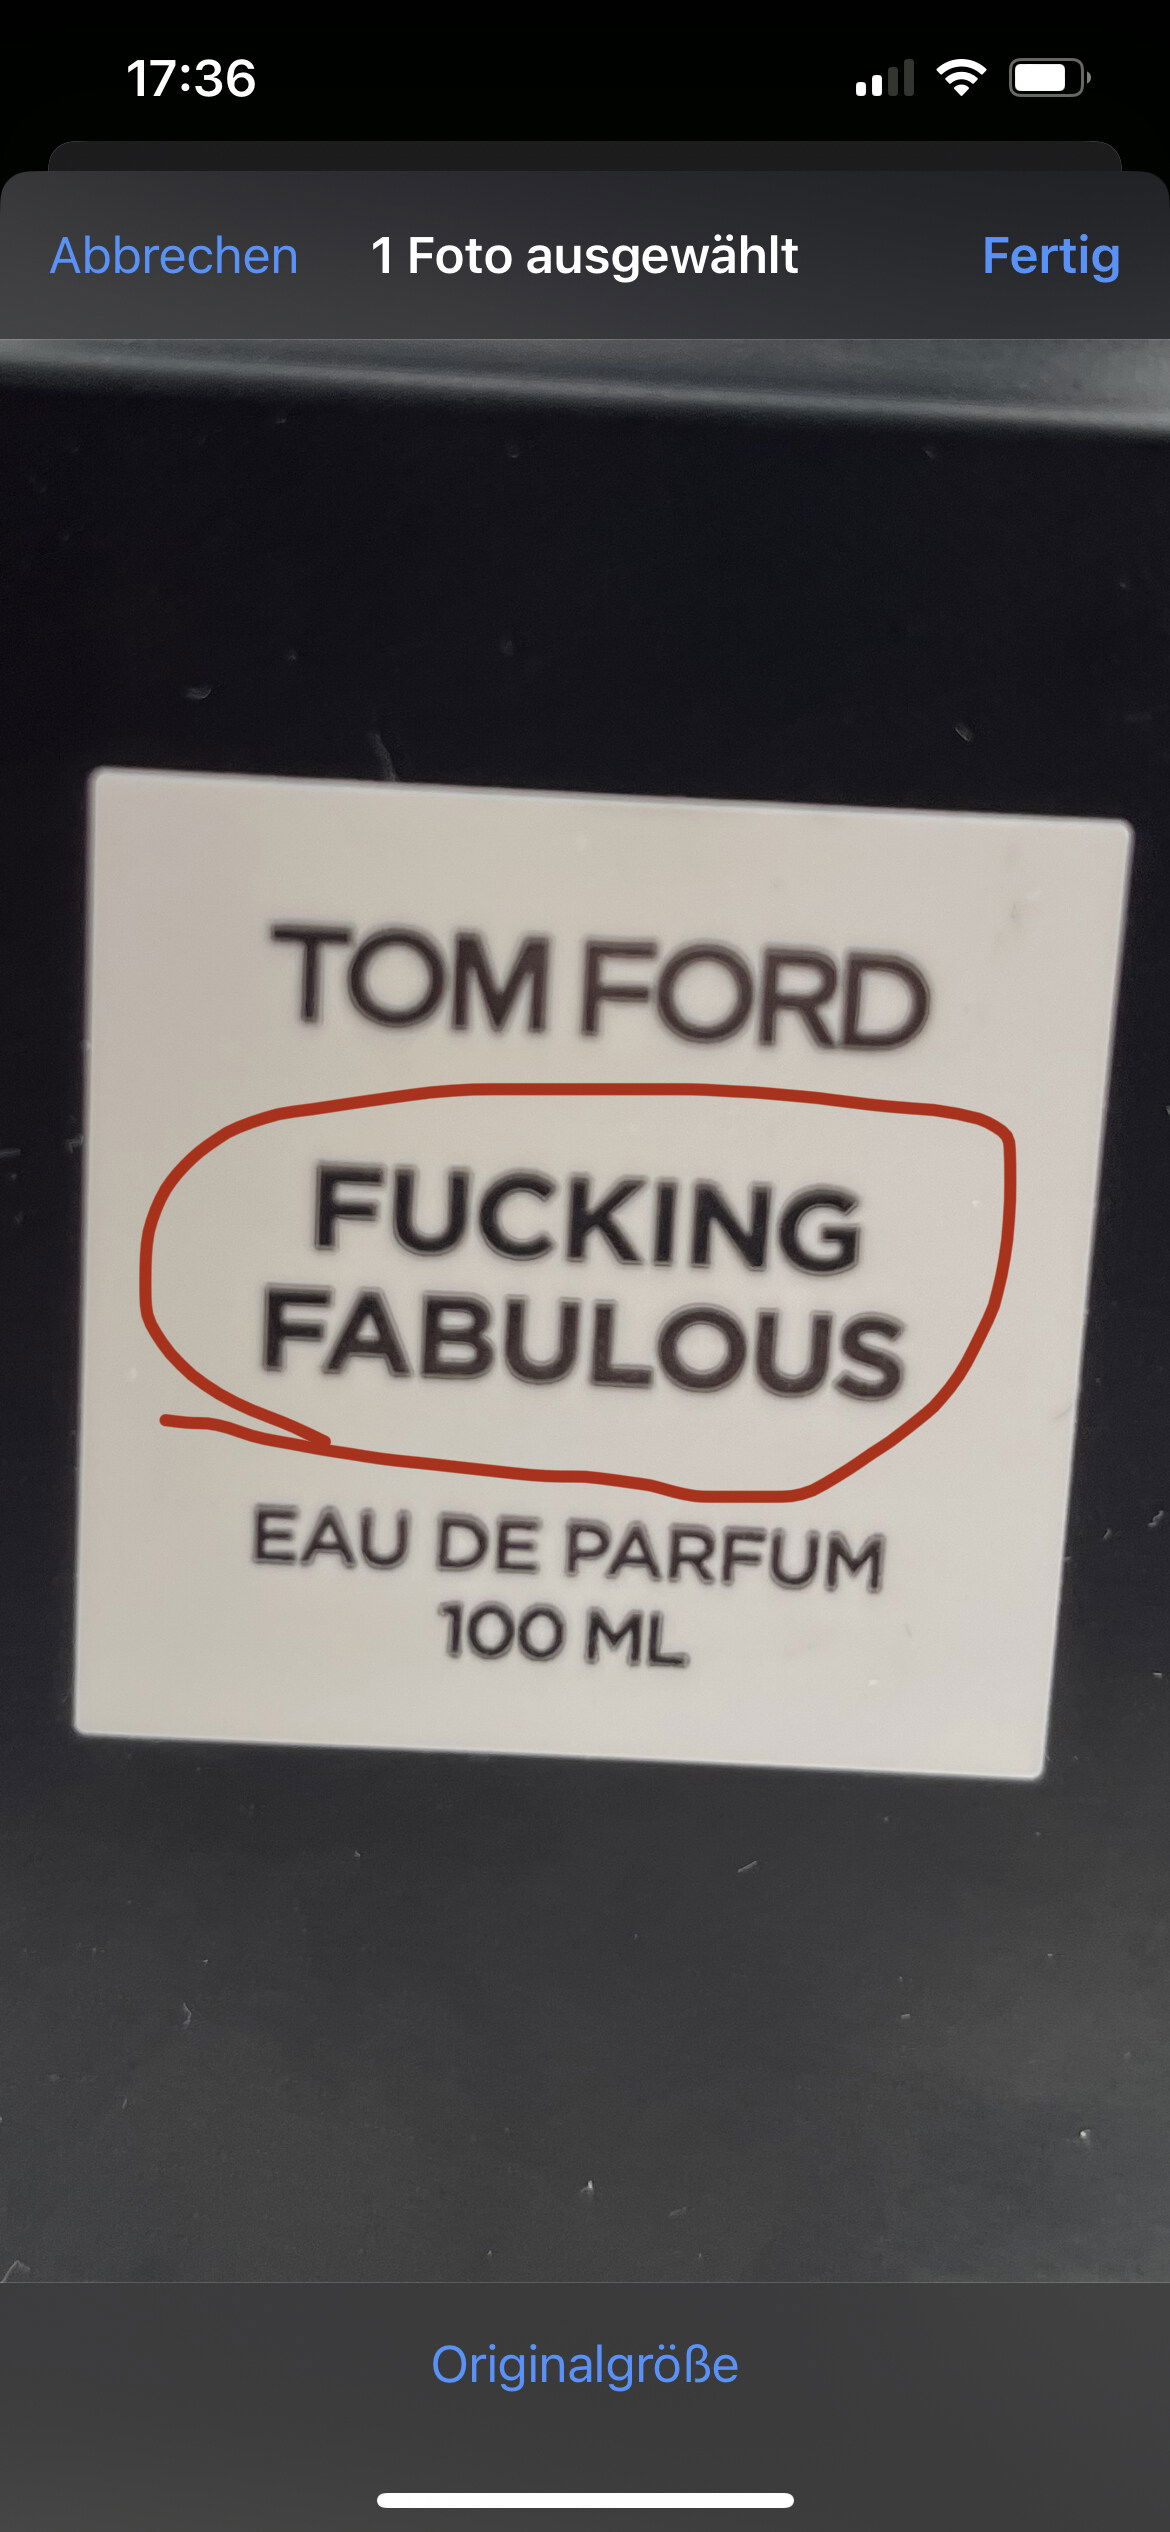 17:36
Abbrechen 1 Foto ausgewählt Fertig
TOM FORD
FUCKING
FABULOUS
EAU DE PARFUM
100 ML
Originalgröße